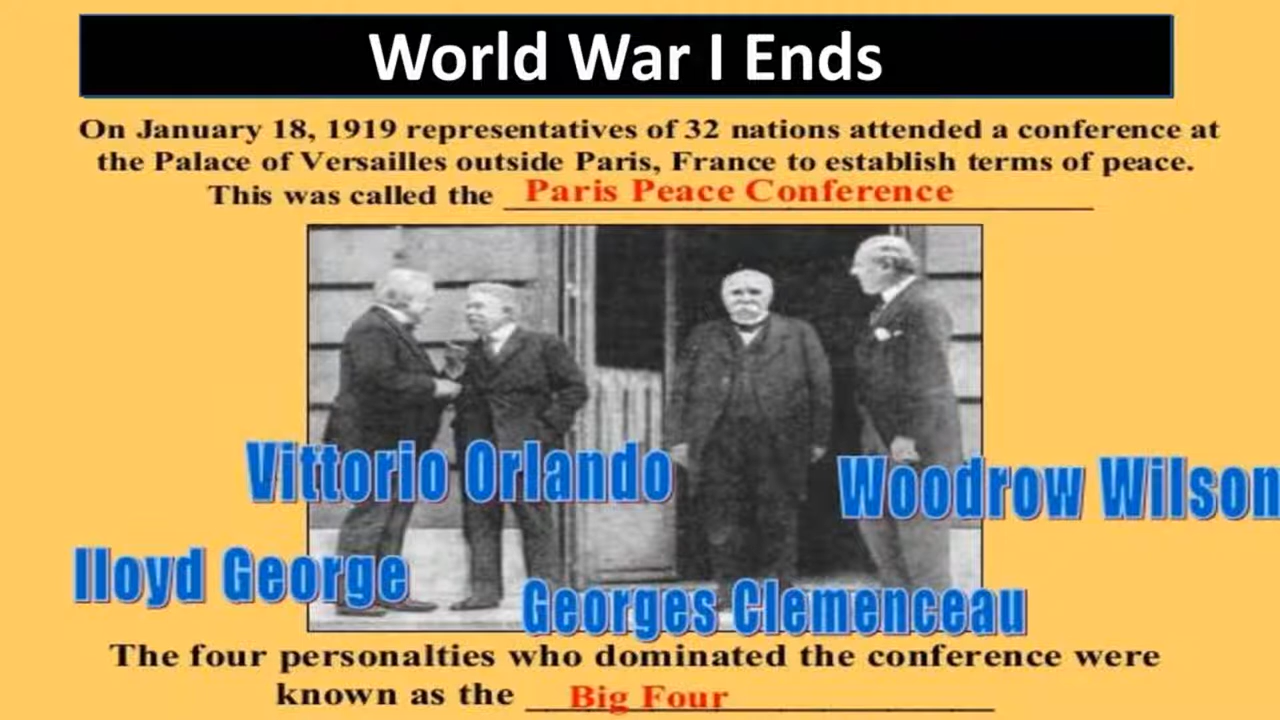 World War I Ends
On January 18, 1919 representatives of 32 nations attended a conference at
the Palace of Versailles outside Paris, France to establish terms of peace.
This was called the Paris Peace Conference
Vittorio Orlando
Woodrow Wilson
lloyd George
Georges Clemenceau
The four personalties who dominated the conference were
known as the Big Four